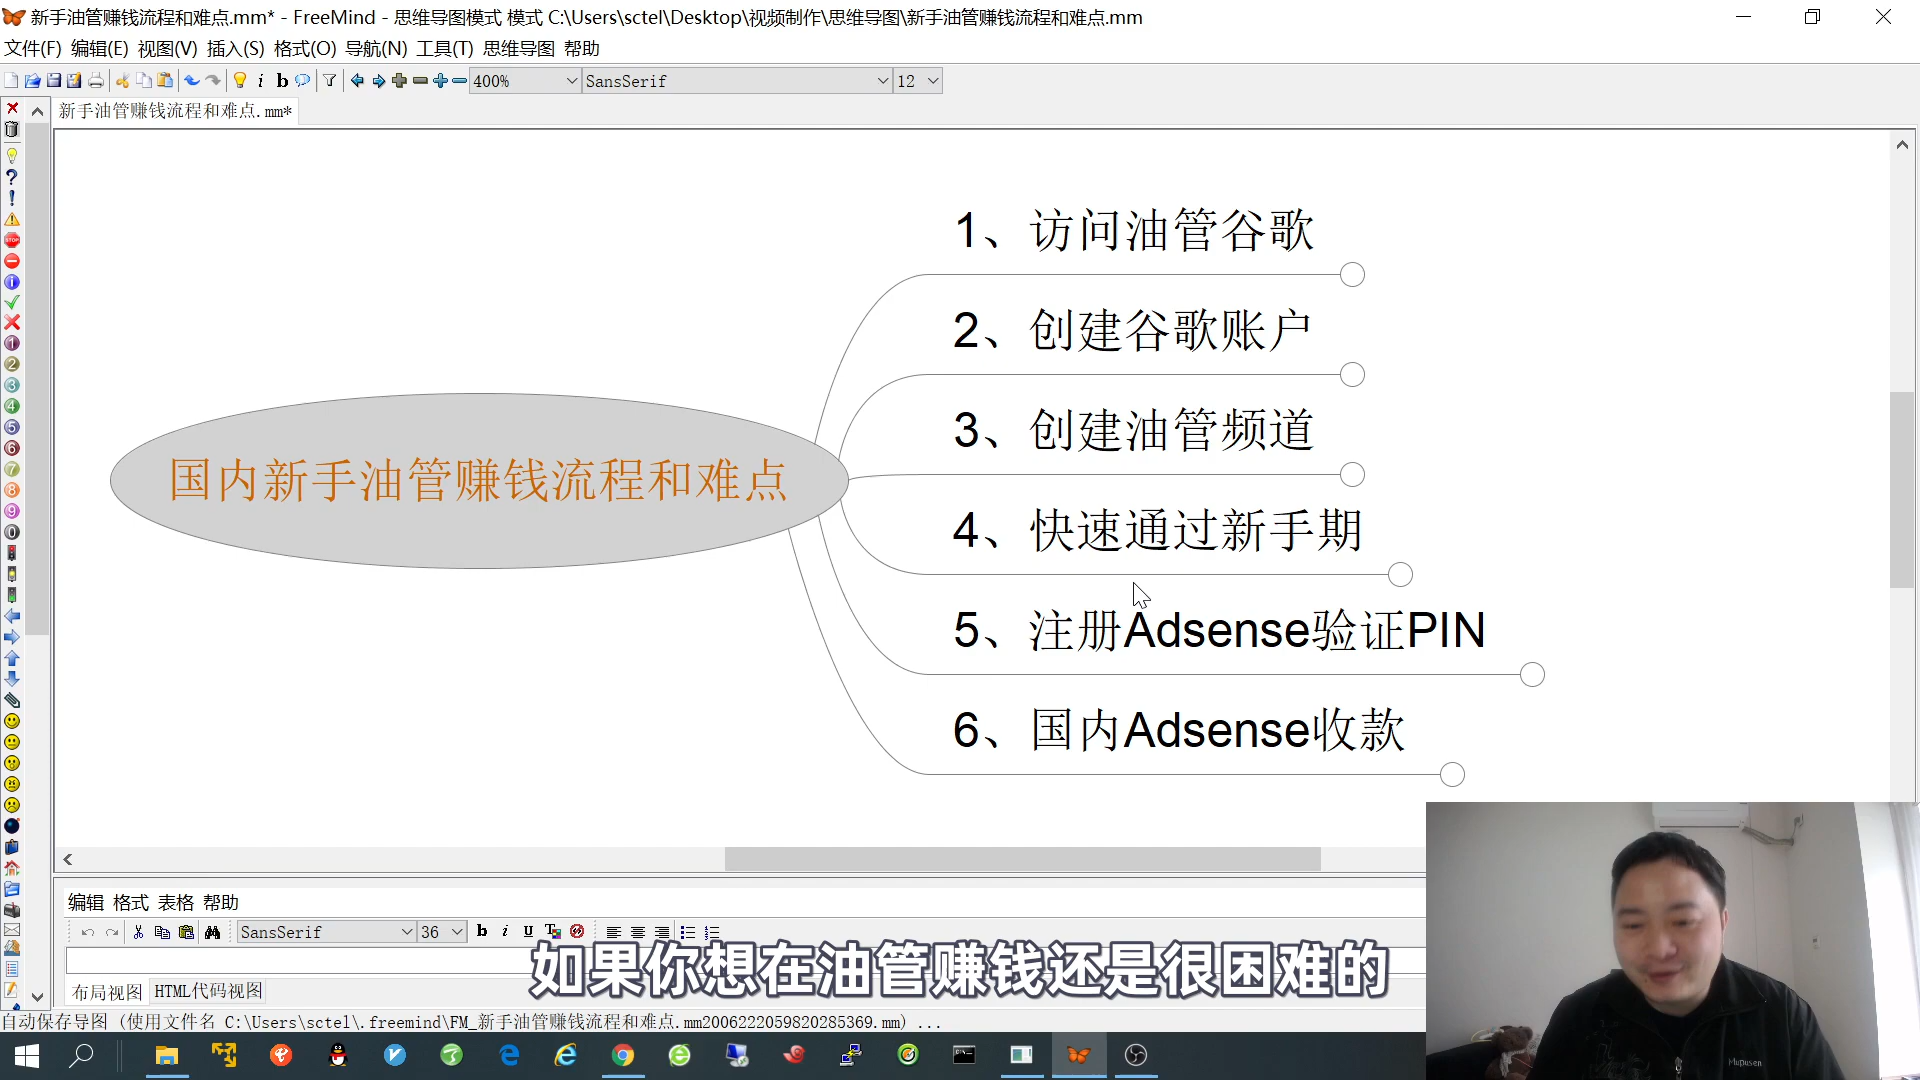 新手油管赚钱流程和难点.mm* - FreeMind - 思维导图模式 模式 C:\Users\sctel\Desktop\视频制作\思维导图\新手油管赚钱流程和难点.mm
文件(F) 编辑(E) 视图(V) 插入(S) 格式(O) 导航(N) 工具(T) 思维导图 帮助
400% SansSerif 12
新手油管赚钱流程和难点.mm*
国内新手油管赚钱流程和难点
1、访问油管谷歌
2、创建谷歌账户
3、创建油管频道
4、快速通过新手期
5、注册Adsense验证PIN
6、国内Adsense收款
编辑 格式 表格 帮助
SansSerif 36
如果你想在油管赚钱还是很困难的
布局视图 HTML代码视图
自动保存导图 (使用文件名 C:\Users\sctel\.freemind\FM_新手油管赚钱流程和难点.mm2006222059820285369.mm) ...